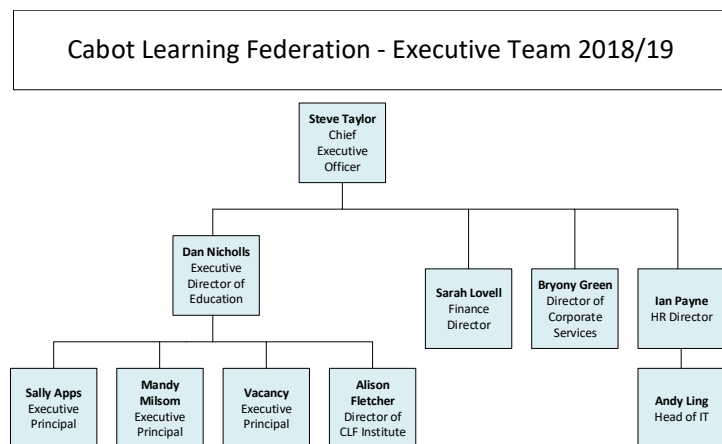 Cabot Learning Federation - Executive Team 2018/19
Steve Taylor
Chief
Executive
Officer
Dan Nicholls
Executive
Director of
Education
Sarah Lovell
Finance
Director
Bryony Green
Director of
Corporate
Services
Ian Payne
HR Director
Sally Apps
Executive
Principal
Mandy
Milsom
Executive
Principal
Vacancy
Executive
Principal
Alison
Fletcher
Director of
CLF Institute
Andy Ling
Head of IT